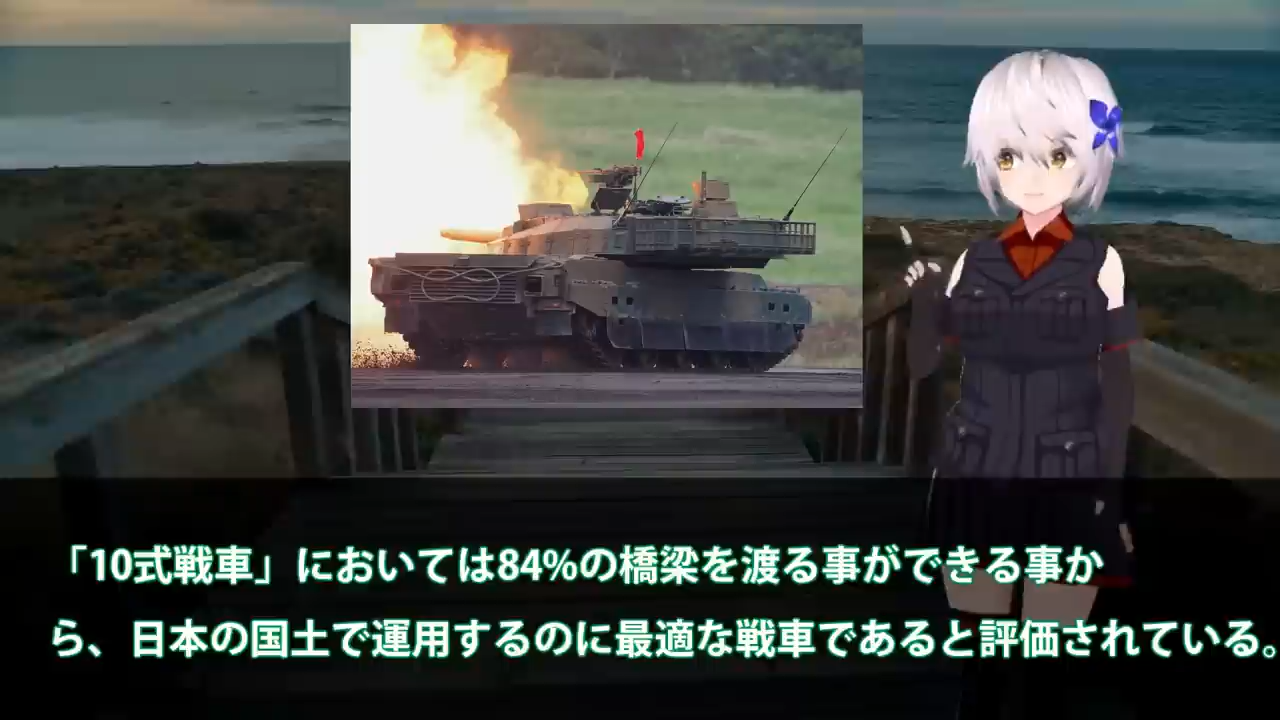 「10式戦車」においては84%の橋梁を渡る事ができる事か
ら、日本の国土で運用するのに最適な戦車であると評価されている。